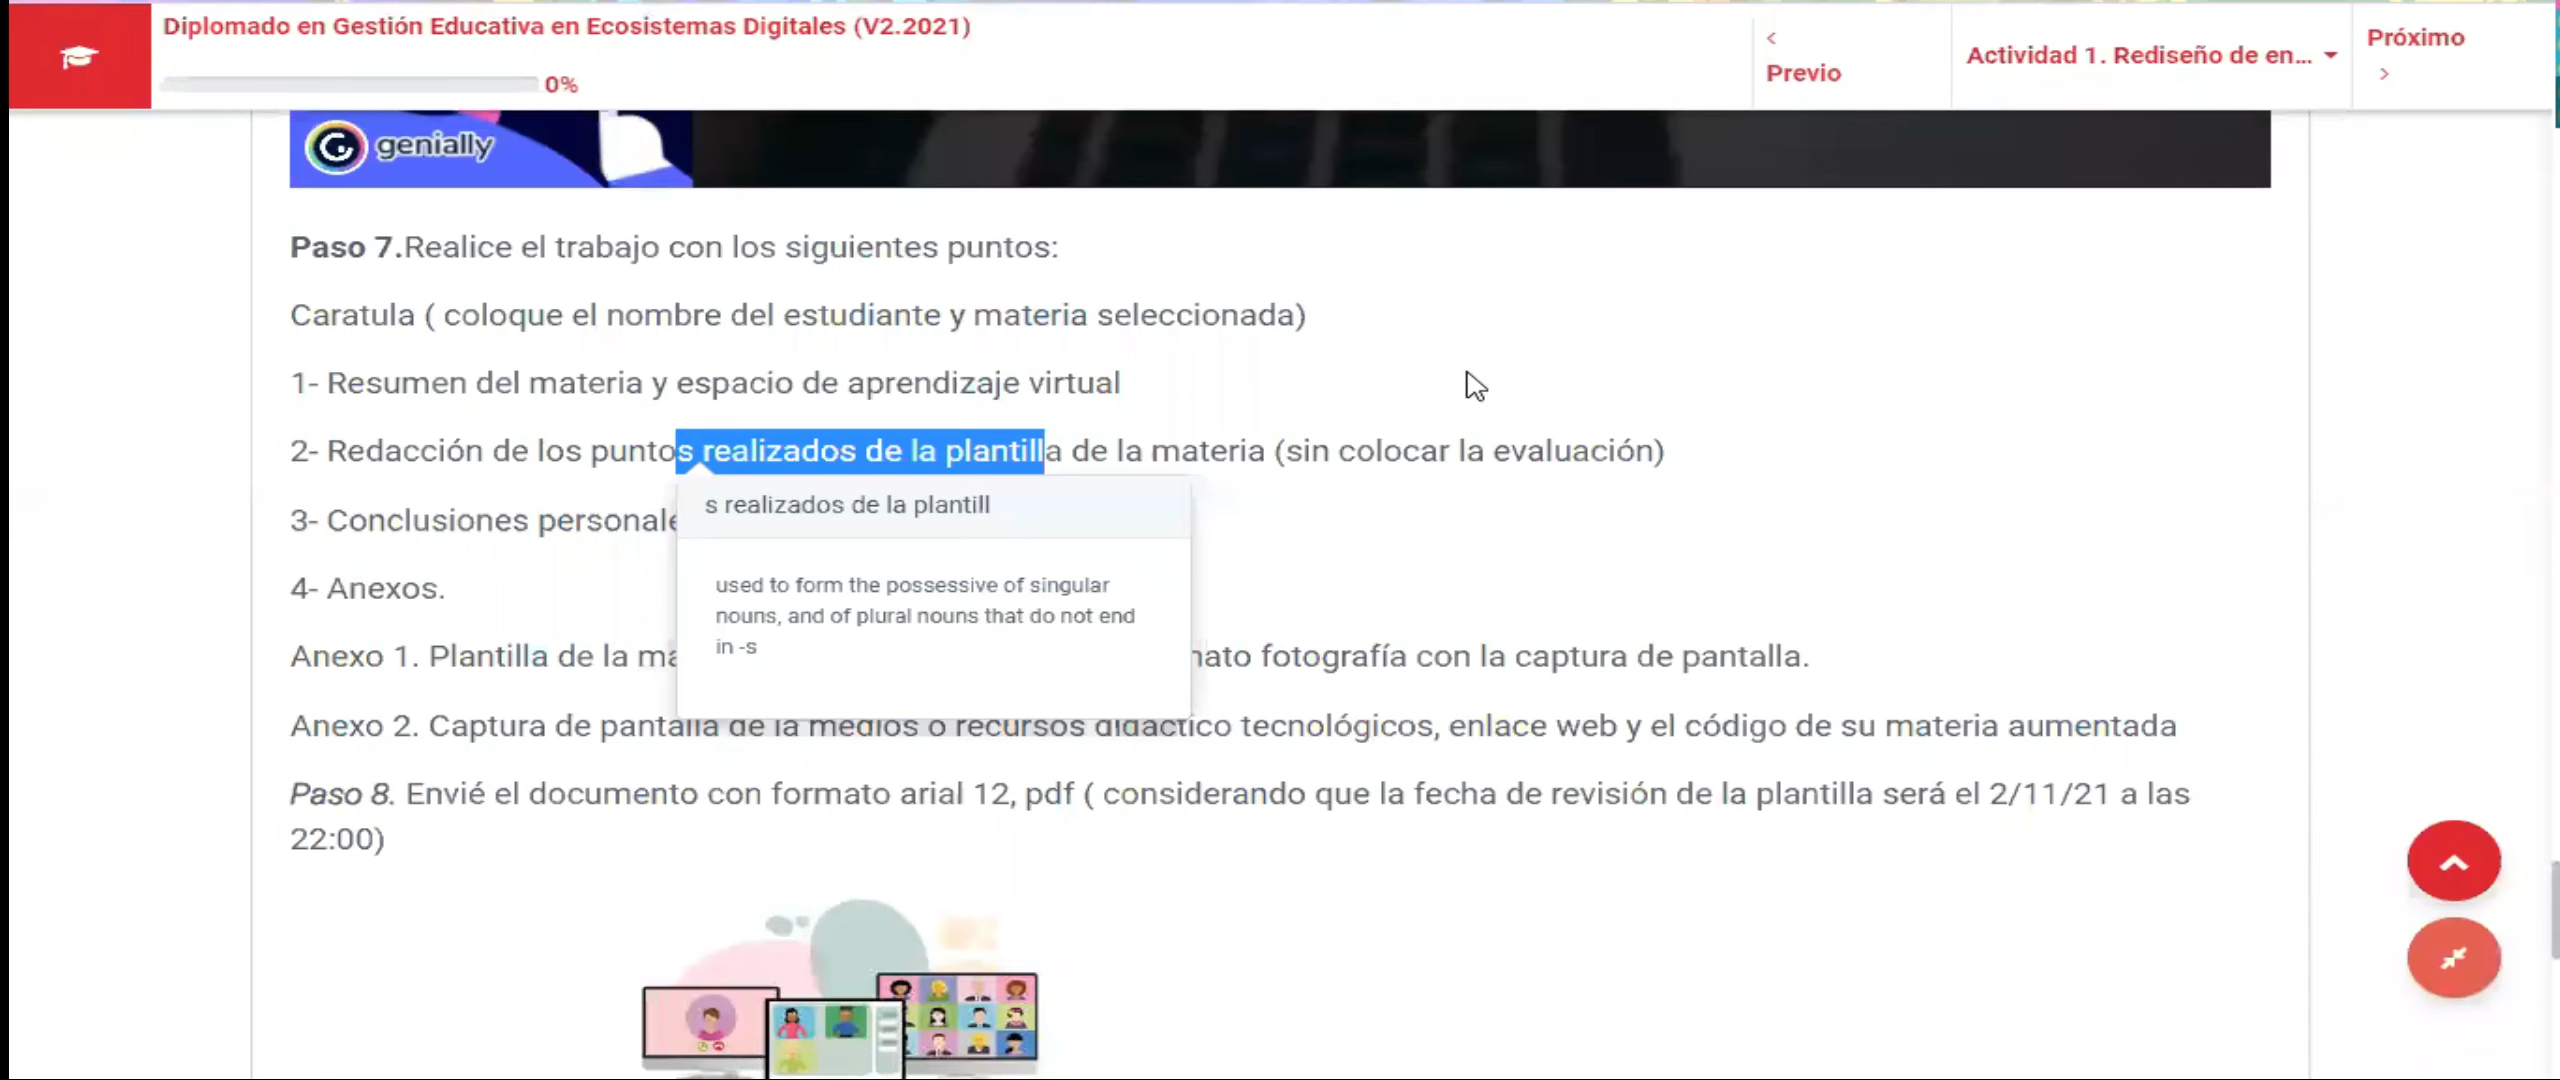 Diplomado en Gestión Educativa en Ecosistemas Digitales (V2.2021)
0%
<
Previo
Actividad 1. Rediseño de en...
Próximo
>
genially
Paso 7.Realice el trabajo con los siguientes puntos:
Caratula ( coloque el nombre del estudiante y materia seleccionada)
1- Resumen del materia y espacio de aprendizaje virtual
2- Redacción de los puntos realizados de la plantilla de la materia (sin colocar la evaluación)
s realizados de la plantill
used to form the possessive of singular
nouns, and of plural nouns that do not end
in -s
3- Conclusiones personale
4- Anexos.
Anexo 1. Plantilla de la ma ato fotografía con la captura de pantalla.
Anexo 2. Captura de pantalla de la medios o recursos didáctico tecnológicos, enlace web y el código de su materia aumentada
Paso 8. Envié el documento con formato arial 12, pdf ( considerando que la fecha de revisión de la plantilla será el 2/11/21 a las
22:00)